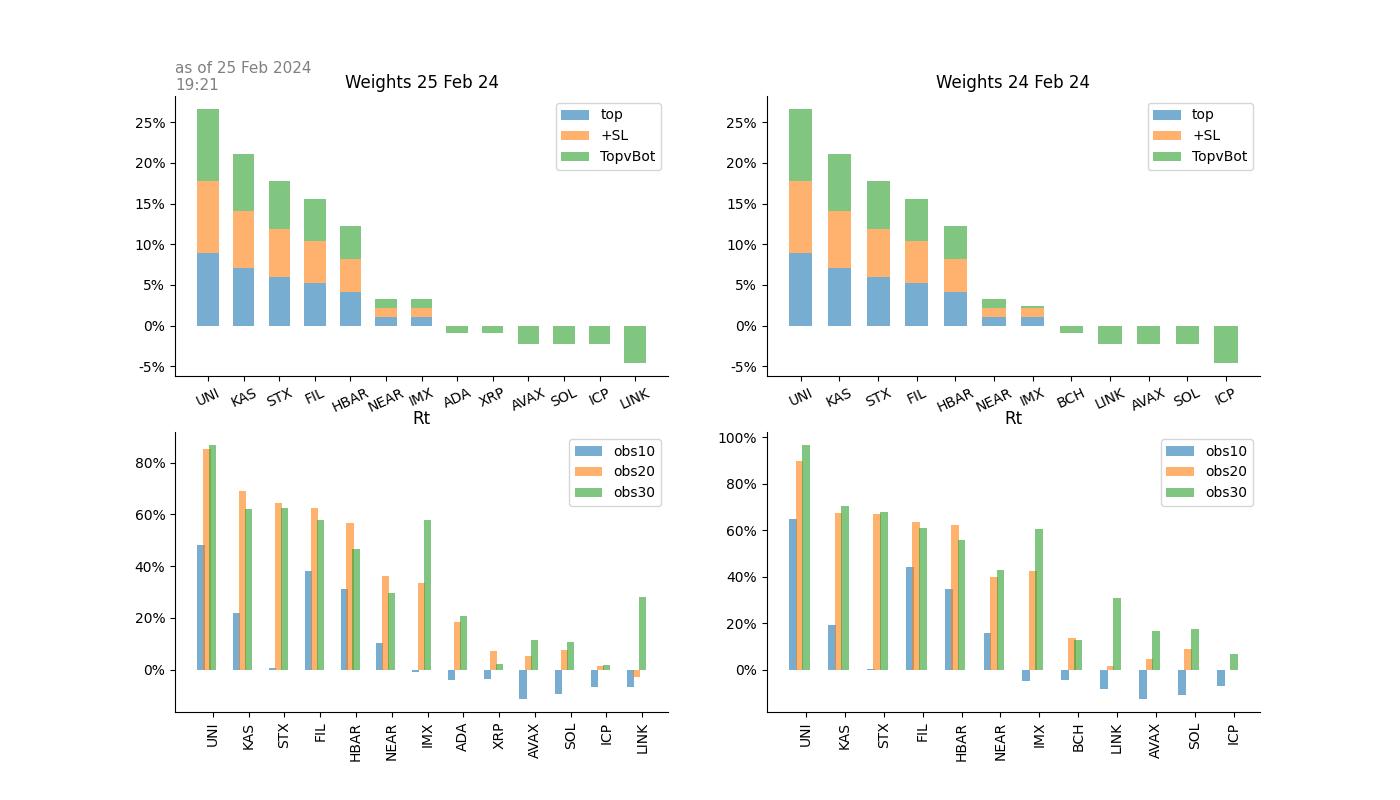 as of 25 Feb 2024
19:21
Weights 25 Feb 24
25%
20%
15%
10%
5%
0%
-5%
top
+SL
TopvBot
UNI KAS STX FIL HBAR NEAR IMX ADA XRP AVAX SOL ICP LINK
Weights 24 Feb 24
25%
20%
15%
10%
5%
0%
-5%
top
+SL
TopvBot
UNI KAS STX FIL HBAR NEAR IMX BCH LINK AVAX SOL ICP
Rt
80%
60%
40%
20%
0%
obs10
obs20
obs30
UNI KAS STX FIL HBAR NEAR IMX ADA XRP AVAX SOL ICP LINK
Rt
100%
80%
60%
40%
20%
0%
obs10
obs20
obs30
UNI KAS STX FIL HBAR NEAR IMX BCH LINK AVAX SOL ICP